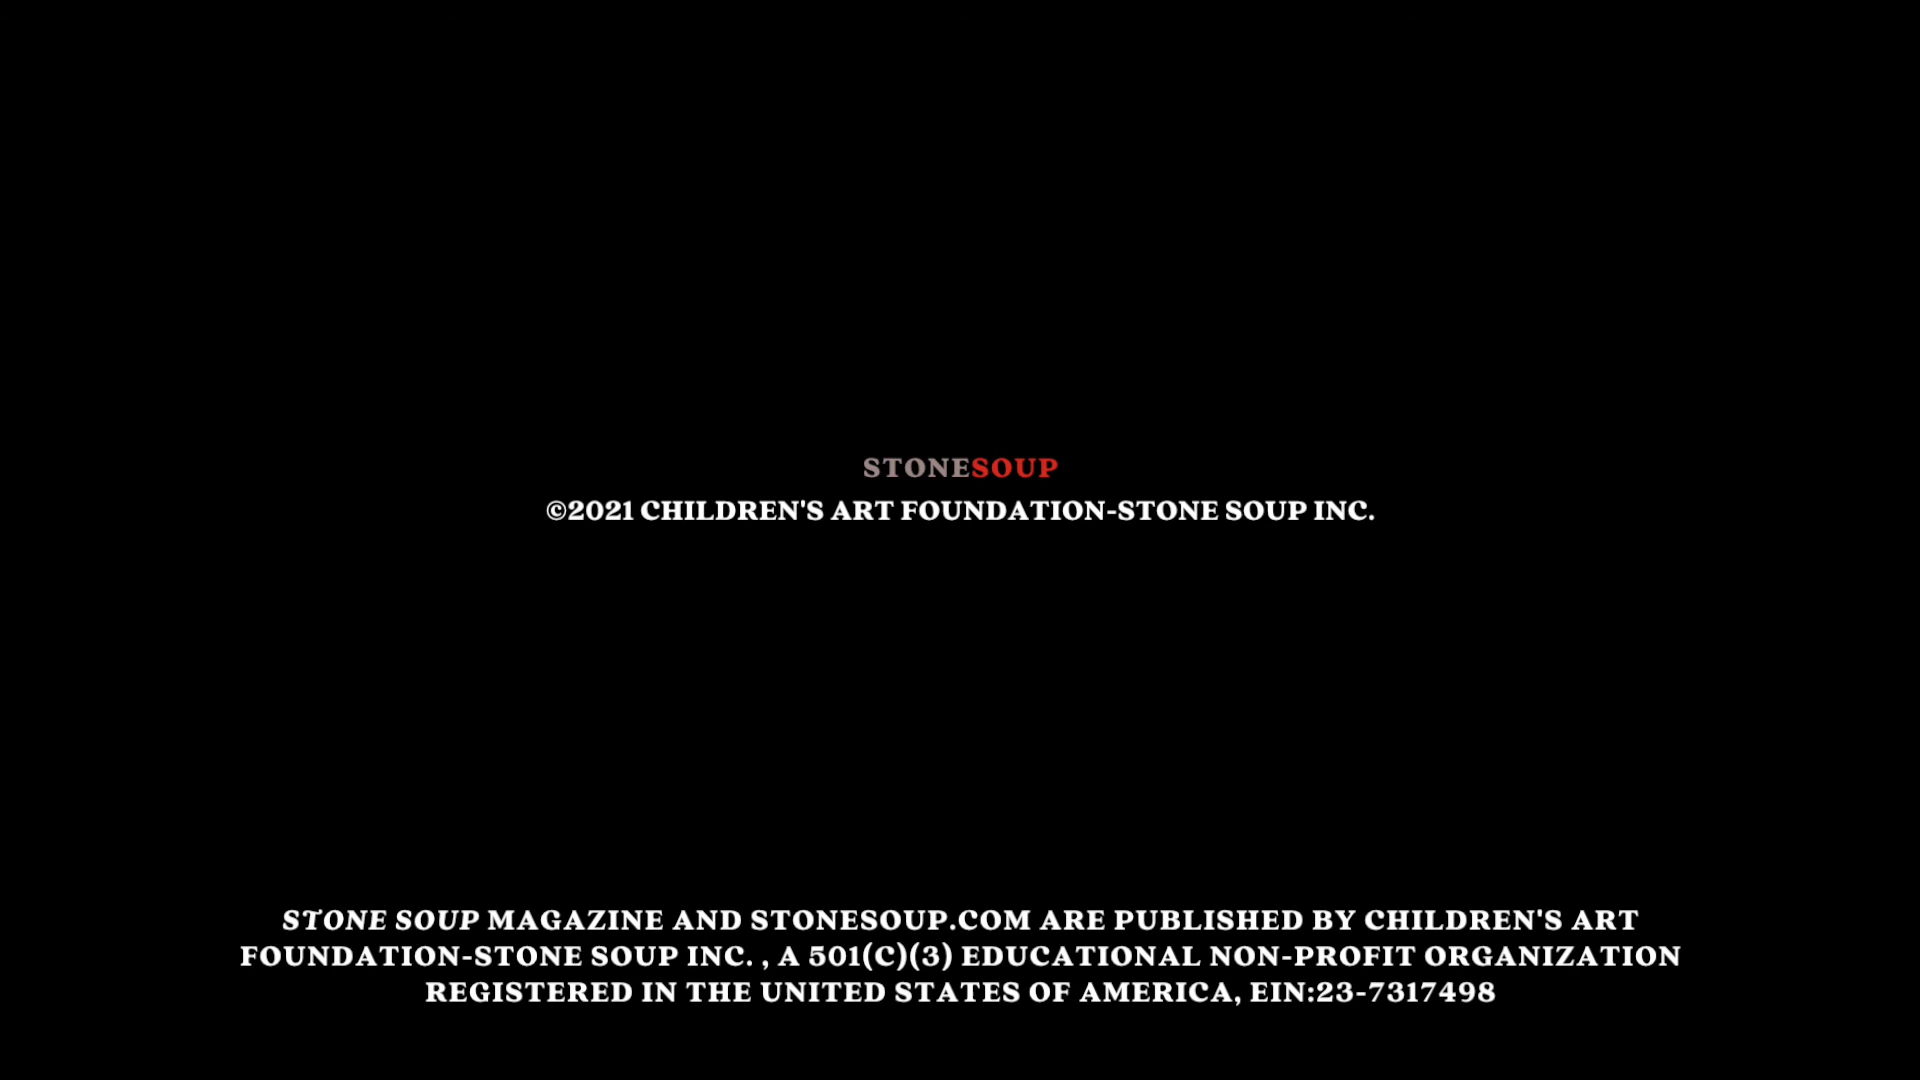 STONESOUP
©2021 CHILDREN'S ART FOUNDATION-STONE SOUP INC.
STONE SOUP MAGAZINE AND STONESOUP.COM ARE PUBLISHED BY CHILDREN'S ART
FOUNDATION-STONE SOUP INC. , A 501(C)(3) EDUCATIONAL NON-PROFIT ORGANIZATION
REGISTERED IN THE UNITED STATES OF AMERICA, EIN:23-7317498